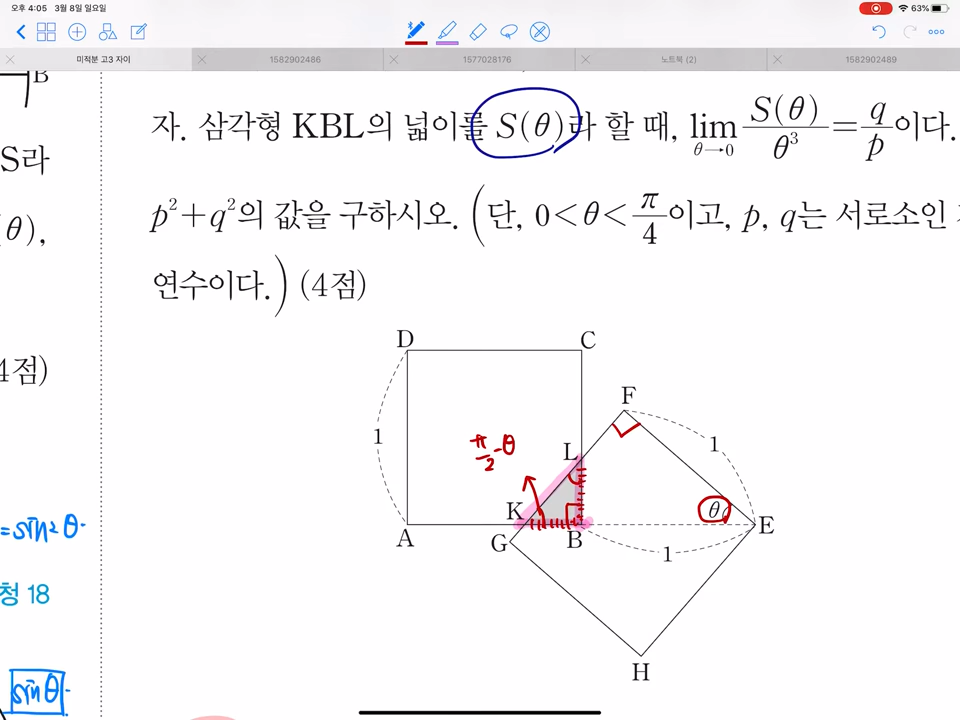 오후 4:05 3월 8일 일요일
63%
미적분 고3 자이
1582902486
1577028176
노트북 (2)
1582902489
B
자. 삼각형 KBL의 넓이를 S(θ)라 할 때, lim θ→0 S(θ)/θ³ = q/p 이다.
S라
p²+q²의 값을 구하시오. (단, 0<θ<π/4이고, p, q는 서로소인
(θ),
연수이다.) (4점)
4점)
D
C
F
1
1
π/2-θ
L
K
θ
A
G
B
E
1
=sin²θ
청 18
H
sinθ